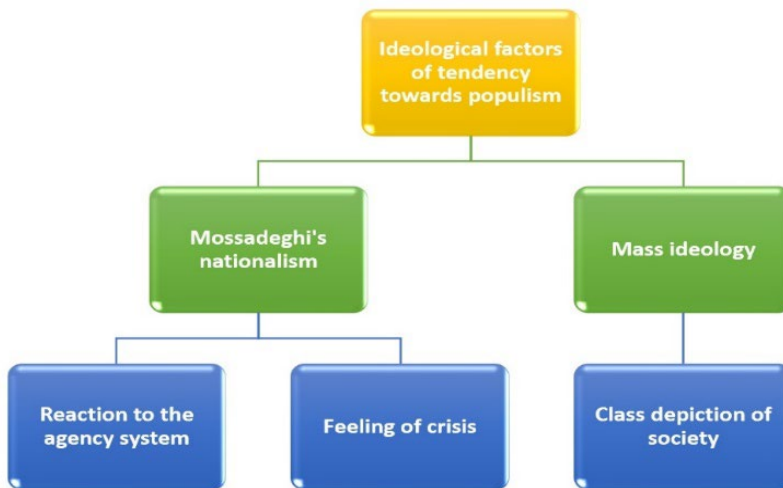 Ideological factors
of tendency
towards populism
Mossadeghi's
nationalism
Mass ideology
Reaction to the
agency system
Feeling of crisis
Class depiction of
society